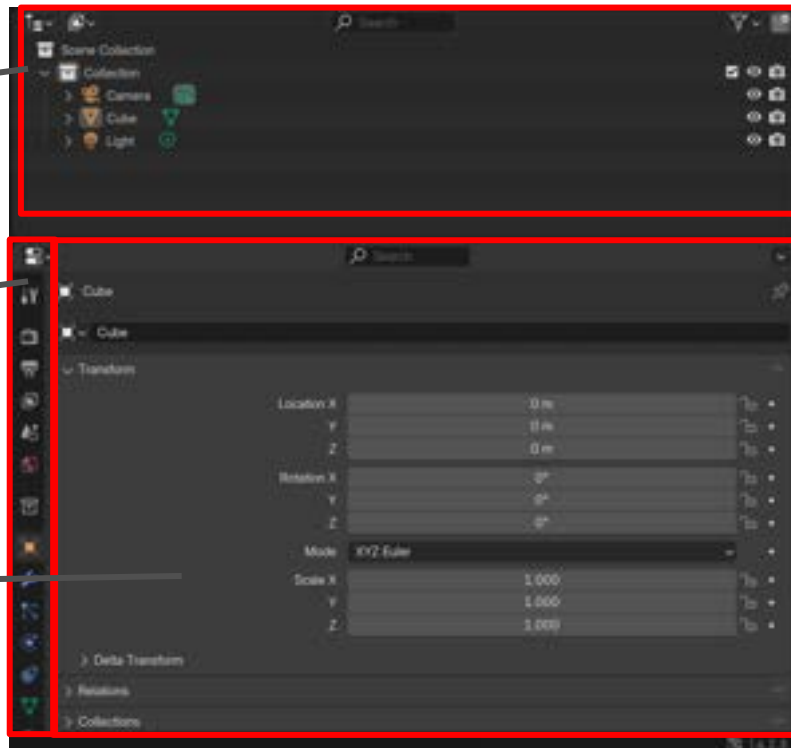 Search
Scene Collection
Collection
Camera
Cube
Light
Search
Cube
Cube
Transform
Location X 0 m
Y 0 m
Z 0 m
Rotation X 0°
Y 0°
Z 0°
Mode XYZ Euler
Scale X 1.000
Y 1.000
Z 1.000
Delta Transform
Relations
Collections